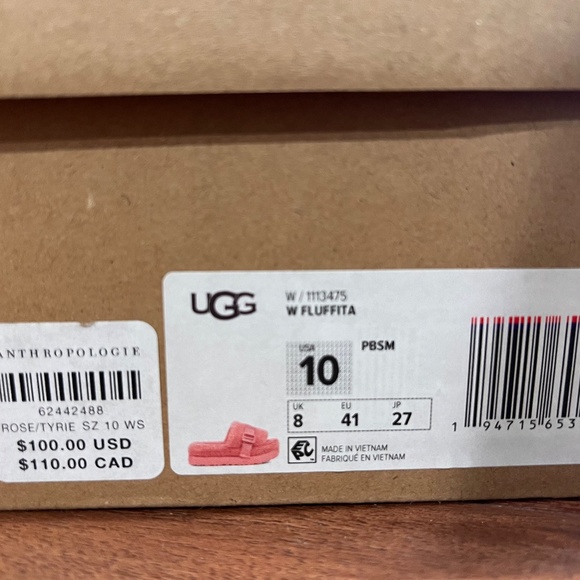 UGG
W / 1113475
W FLUFFITA
USA
10
PBSM
UK EU JP
8 41 27
MADE IN VIETNAM
FABRIQUÉ EN VIETNAM
1 94715 653
ANTHROPOLOGIE
62442488
ROSE/TYRIE SZ 10 WS
$100.00 USD
$110.00 CAD